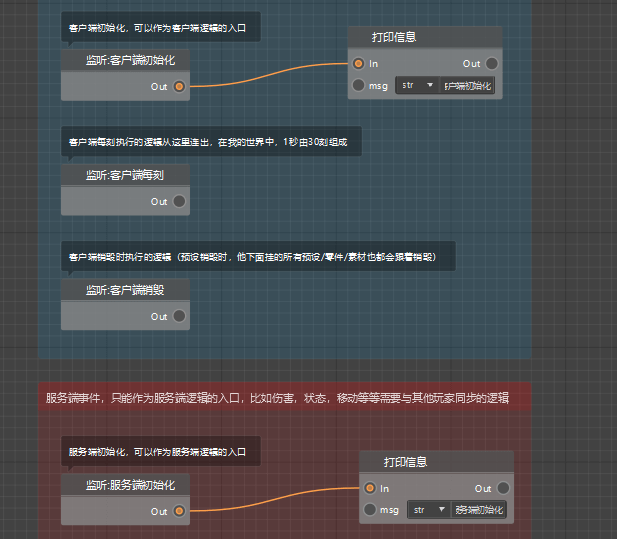 客户端初始化，可以作为客户端逻辑的入口
监听:客户端初始化
Out
打印信息
In
Out
msg
str
户端初始化
客户端每刻执行的逻辑从这里连出，在我的世界中，1秒由30刻组成
监听:客户端每刻
Out
客户端销毁时执行的逻辑（预设销毁时，他下面挂的所有预设/零件/素材也都会跟着销毁）
监听:客户端销毁
Out
服务端事件，只能作为服务端逻辑的入口，比如伤害，状态，移动等等需要与其他玩家同步的逻辑
服务端初始化，可以作为服务端逻辑的入口
监听:服务端初始化
Out
打印信息
In
Out
msg
str
务端初始化